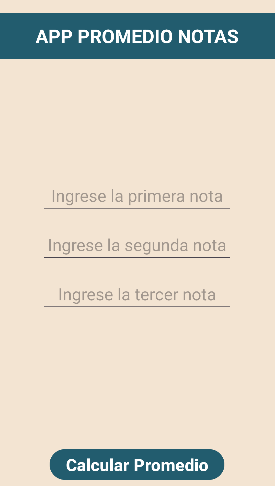 APP PROMEDIO NOTAS
Ingrese la primera nota
Ingrese la segunda nota
Ingrese la tercer nota
Calcular Promedio